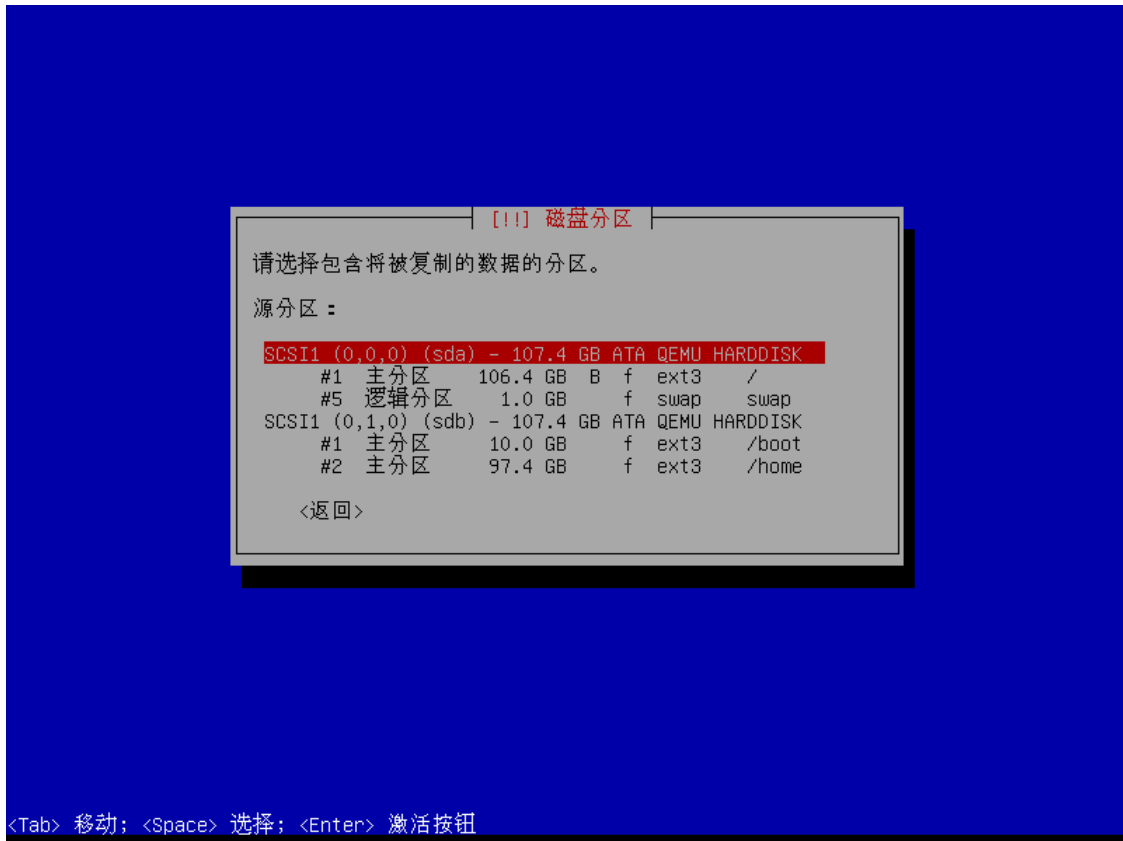 [!!] 磁盘分区
请选择包含将被复制的数据的分区。
源分区：
SCSI1 (0,0,0) (sda) - 107.4 GB ATA QEMU HARDDISK
#1 主分区 106.4 GB B f ext3 /
#5 逻辑分区 1.0 GB f swap swap
SCSI1 (0,1,0) (sdb) - 107.4 GB ATA QEMU HARDDISK
#1 主分区 10.0 GB f ext3 /boot
#2 主分区 97.4 GB f ext3 /home
<返回>
<Tab> 移动; <Space> 选择; <Enter> 激活按钮